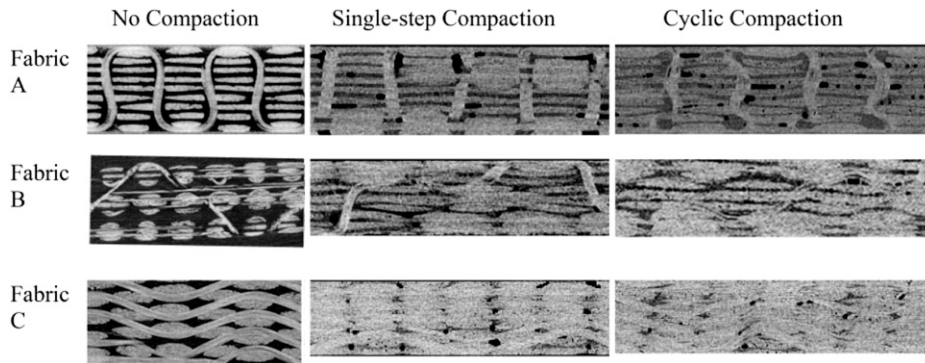 No Compaction
Single-step Compaction
Cyclic Compaction
Fabric
A
Fabric
B
Fabric
C